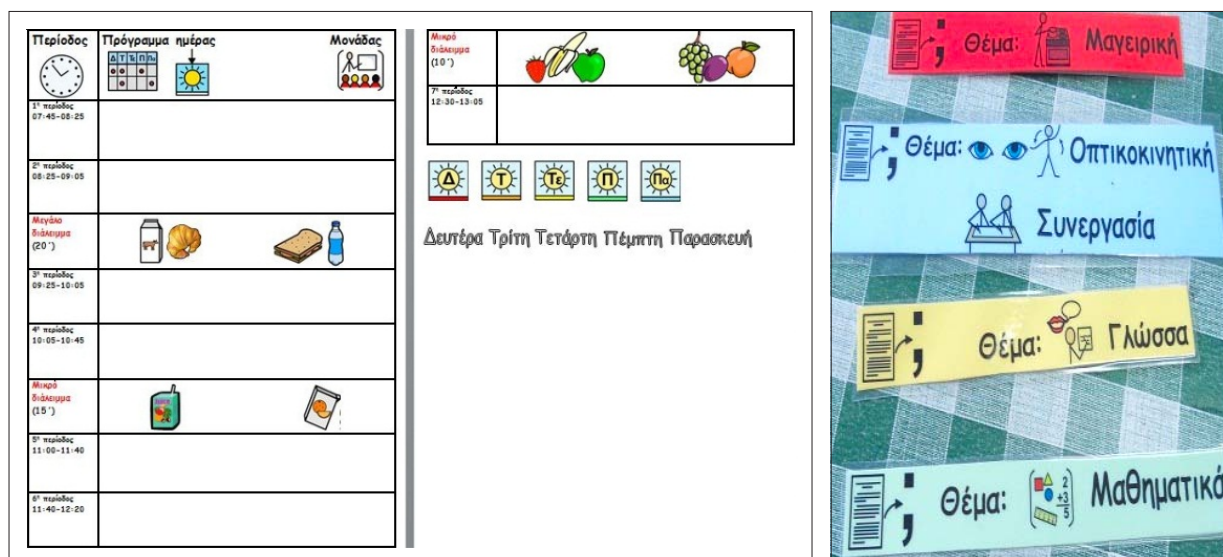 Περίοδος Πρόγραμμα ημέρας Μονάδας
Δ Τ Τε Π Πα
1η περίοδος
07:45-08:25
2η περίοδος
08:25-09:05
Μεγάλο
διάλειμμα
(20΄)
3η περίοδος
09:25-10:05
4η περίοδος
10:05-10:45
Μικρό
διάλειμμα
(15΄)
5η περίοδος
11:00-11:40
6η περίοδος
11:40-12:20
Μικρό
διάλειμμα
(10΄)
7η περίοδος
12:30-13:05
Δ Τ Τε Π Πα
Δευτέρα Τρίτη Τετάρτη Πέμπτη Παρασκευή
; Θέμα: Μαγειρική
; Θέμα: Οπτικοκινητική
Συνεργασία
; Θέμα: Γλώσσα
; Θέμα: 2 +3 5 Μαθηματικά